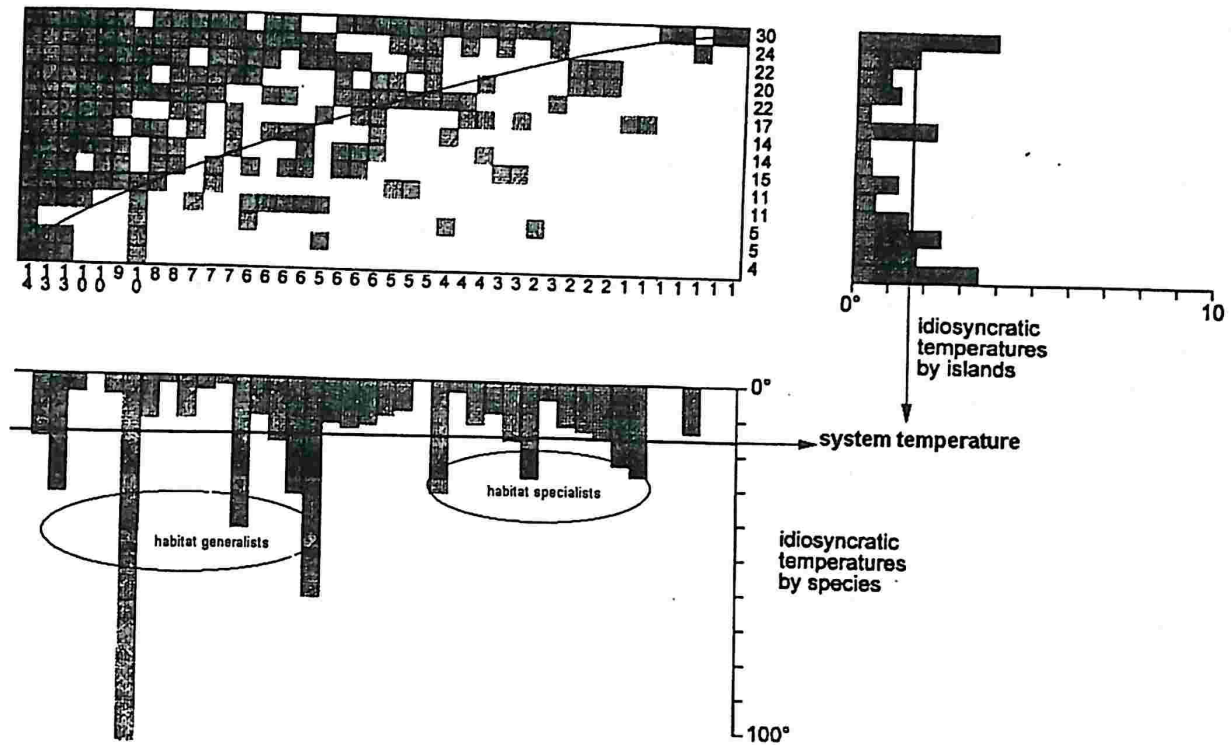 30
24
22
20
22
17
14
14
15
11
11
5
5
4
1 1 1 1 1 9 1 8 8 7 7 7 6 6 6 6 5 6 6 6 5 5 5 4 4 4 3 3 2 3 2 2 2 1 1 1 1 1 1 1
4 3 3 0 0 0
0° 10
idiosyncratic
temperatures
by islands
0°
system temperature
habitat specialists
habitat generalists
idiosyncratic
temperatures
by species
100°